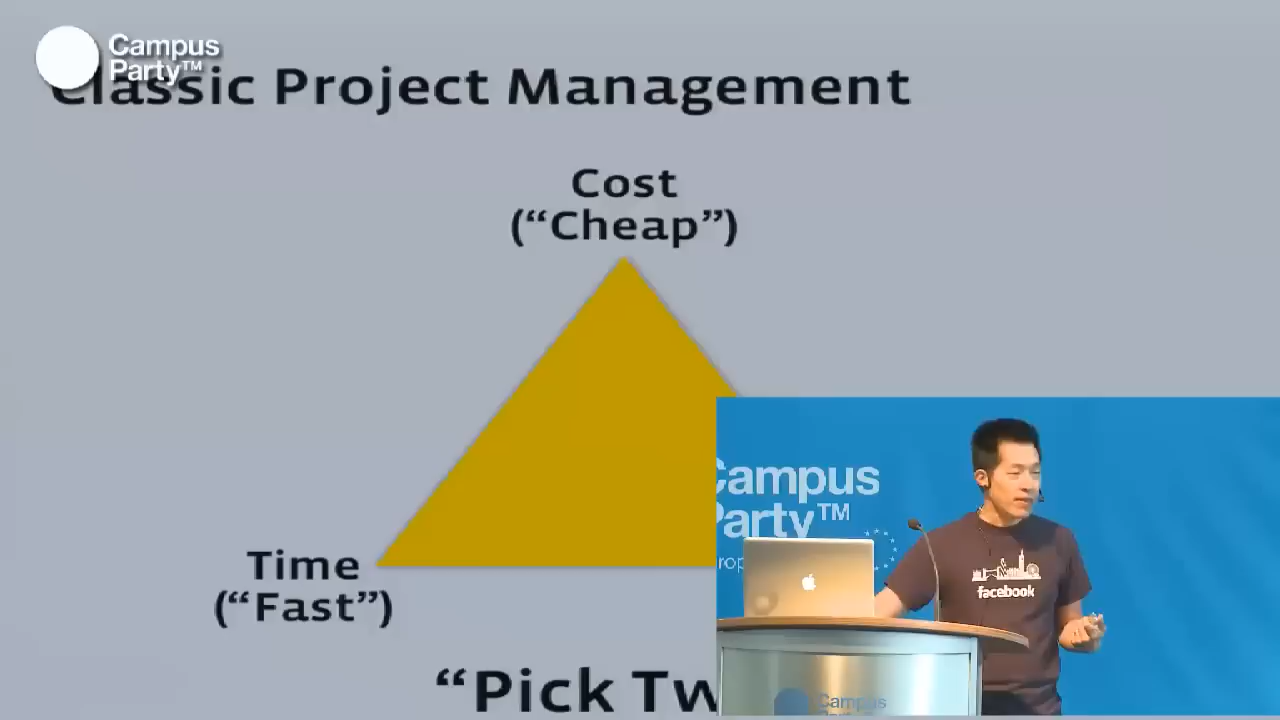 Campus
Party™
Classic Project Management
Cost
(“Cheap”)
Time
(“Fast”)
“Pick Tw
Campus
Party™
facebook
Campus